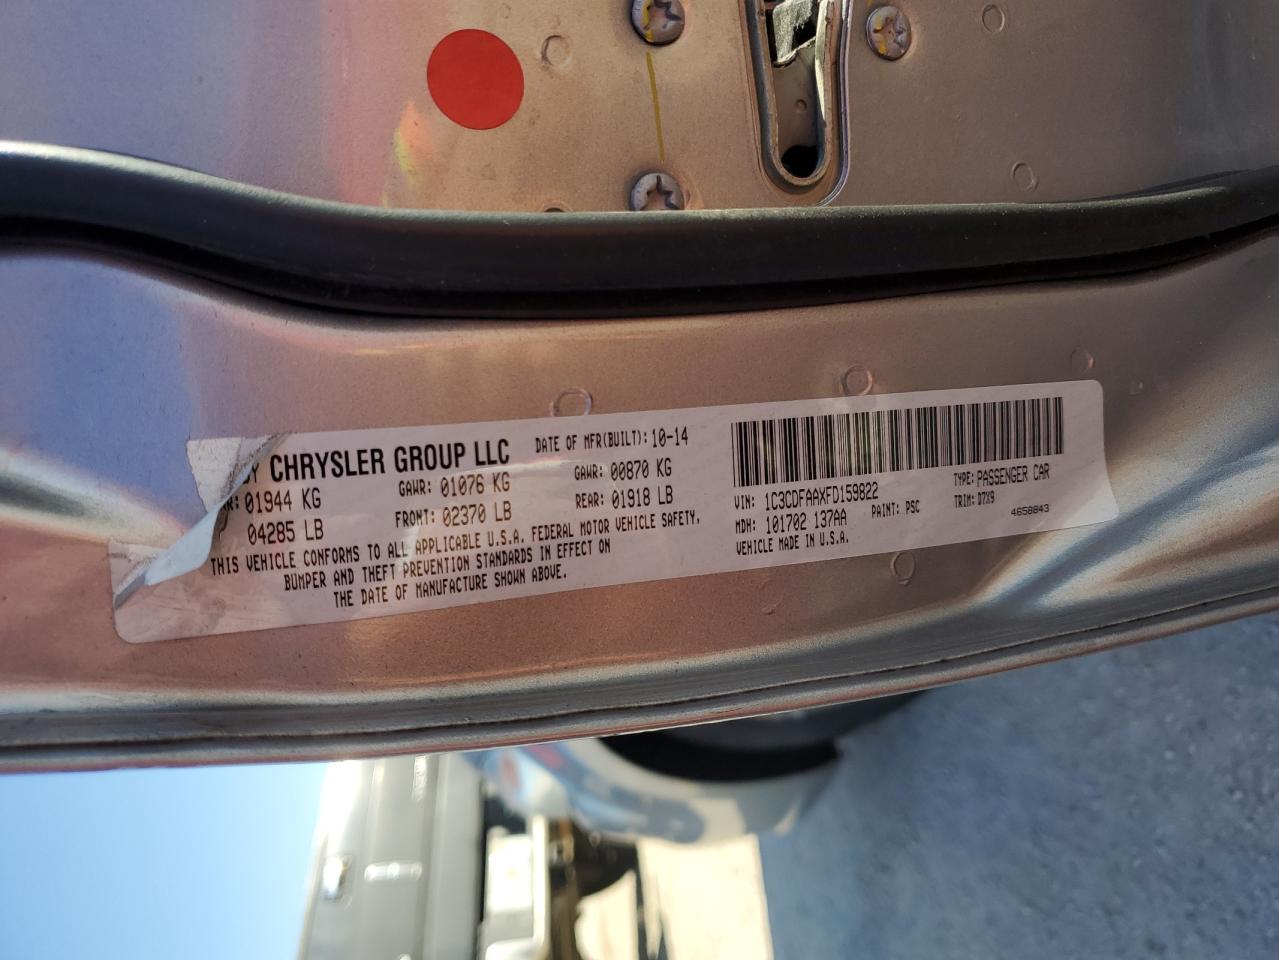 Y CHRYSLER GROUP LLC DATE OF MFR(BUILT): 10-14
R: 01944 KG GAWR: 01076 KG GAWR: 00870 KG
04285 LB FRONT: 02370 LB REAR: 01918 LB
THIS VEHICLE CONFORMS TO ALL APPLICABLE U.S.A. FEDERAL MOTOR VEHICLE SAFETY,
BUMPER AND THEFT PREVENTION STANDARDS IN EFFECT ON
THE DATE OF MANUFACTURE SHOWN ABOVE.
VIN: 1C3CDFAAXFD159822 TYPE: PASSENGER CAR
MDH: 101702 137AA PAINT: PSC TRIM: D7X9
VEHICLE MADE IN U.S.A. 4658843